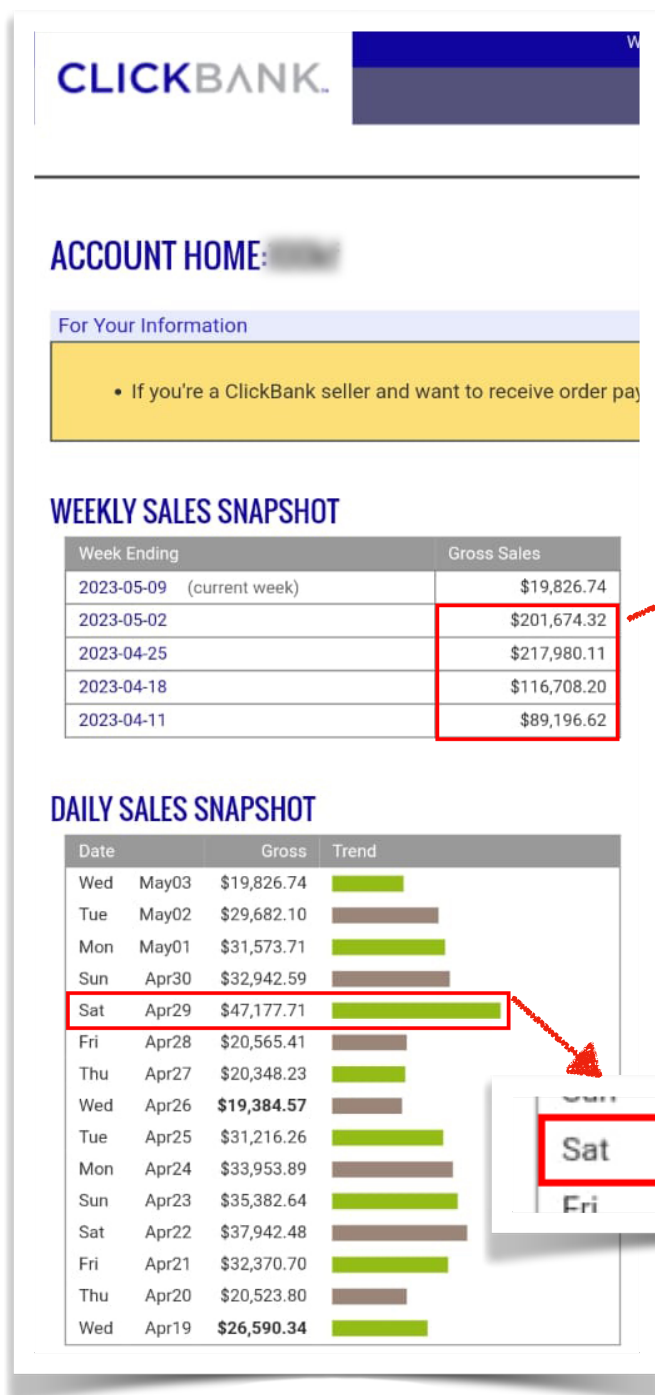 W
CLICKBANK™
ACCOUNT HOME:
For Your Information
• If you're a ClickBank seller and want to receive order pay
WEEKLY SALES SNAPSHOT
Week Ending Gross Sales
2023-05-09 (current week) $19,826.74
2023-05-02 $201,674.32
2023-04-25 $217,980.11
2023-04-18 $116,708.20
2023-04-11 $89,196.62
DAILY SALES SNAPSHOT
Date Gross Trend
Wed May03 $19,826.74
Tue May02 $29,682.10
Mon May01 $31,573.71
Sun Apr30 $32,942.59
Sat Apr29 $47,177.71
Fri Apr28 $20,565.41
Thu Apr27 $20,348.23
Wed Apr26 $19,384.57
Tue Apr25 $31,216.26
Mon Apr24 $33,953.89
Sun Apr23 $35,382.64
Sat Apr22 $37,942.48
Fri Apr21 $32,370.70
Thu Apr20 $20,523.80
Wed Apr19 $26,590.34
Sun
Sat
Fri